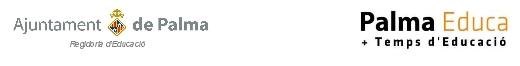 Ajuntament de Palma
Regidoria d'Educació
Palma Educa
+ Temps d'Educació